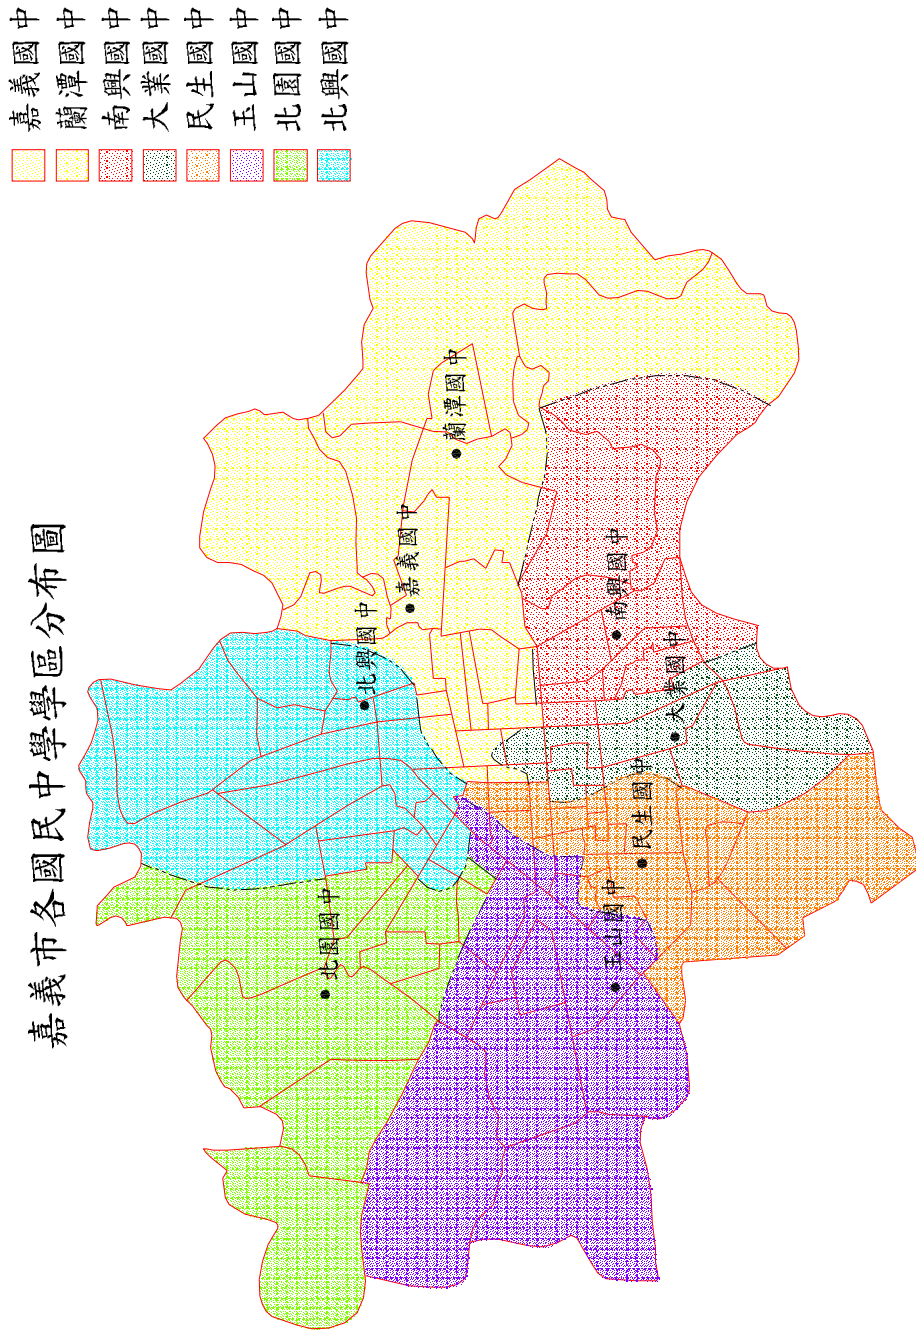 嘉義市各國民中學學區分布圖
嘉義國中
蘭潭國中
南興國中
大業國中
民生國中
玉山國中
北園國中
北興國中
蘭潭國中
嘉義國中
北興國中
南興國中
大業國中
民生國中
玉山國中
北園國中